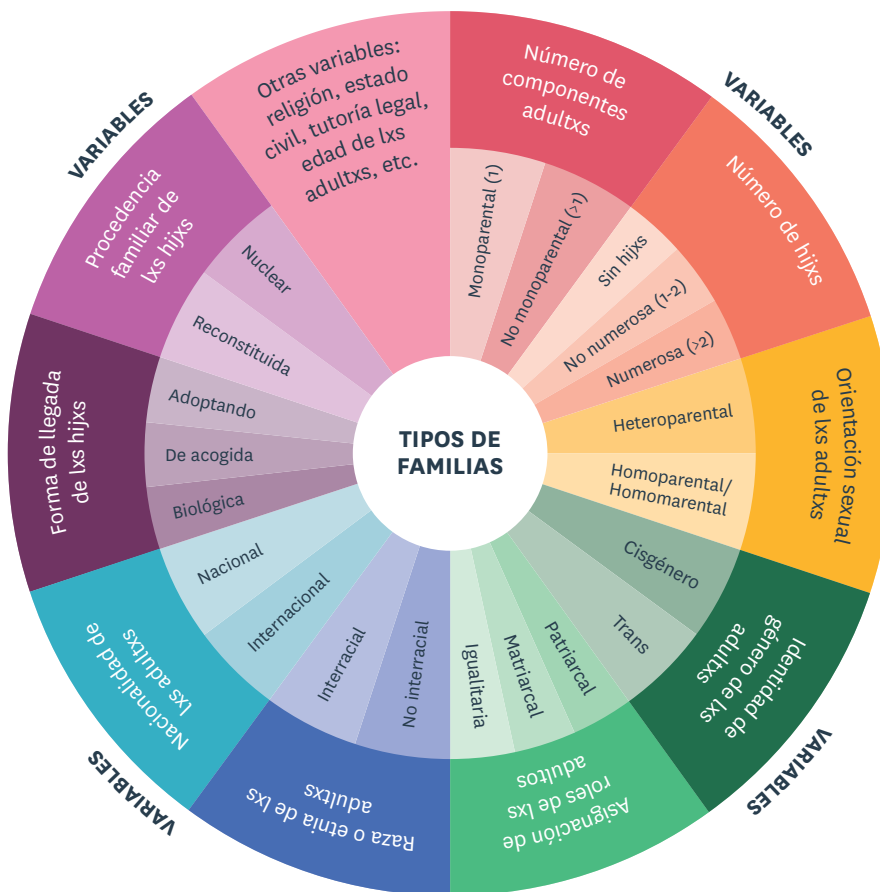 VARIABLES
Otras variables:
religión, estado
civil, tutoría legal,
edad de lxs
adultxs, etc.
Número de
componentes
adultxs
Monoparental (1)
No monoparental (>1)
VARIABLES
Número de hijxs
Sin hijxs
No numerosa (1-2)
Numerosa (>2)
Orientación sexual
de lxs adultxs
Heteroparental
Homoparental/
Homomarental
Identidad de
género de lxs
adultxs
Cisgénero
Trans
VARIABLES
Asignación de
roles de lxs
adultos
Patriarcal
Matriarcal
Igualitaria
Raza o etnia de lxs
adultxs
No interracial
Interracial
VARIABLES
Nacionalidad de
lxs adultxs
Internacional
Nacional
Forma de llegada
de lxs hijxs
Biológica
De acogida
Adoptando
Procedencia
familiar de
lxs hijxs
Reconstituida
Nuclear
TIPOS DE
FAMILIAS